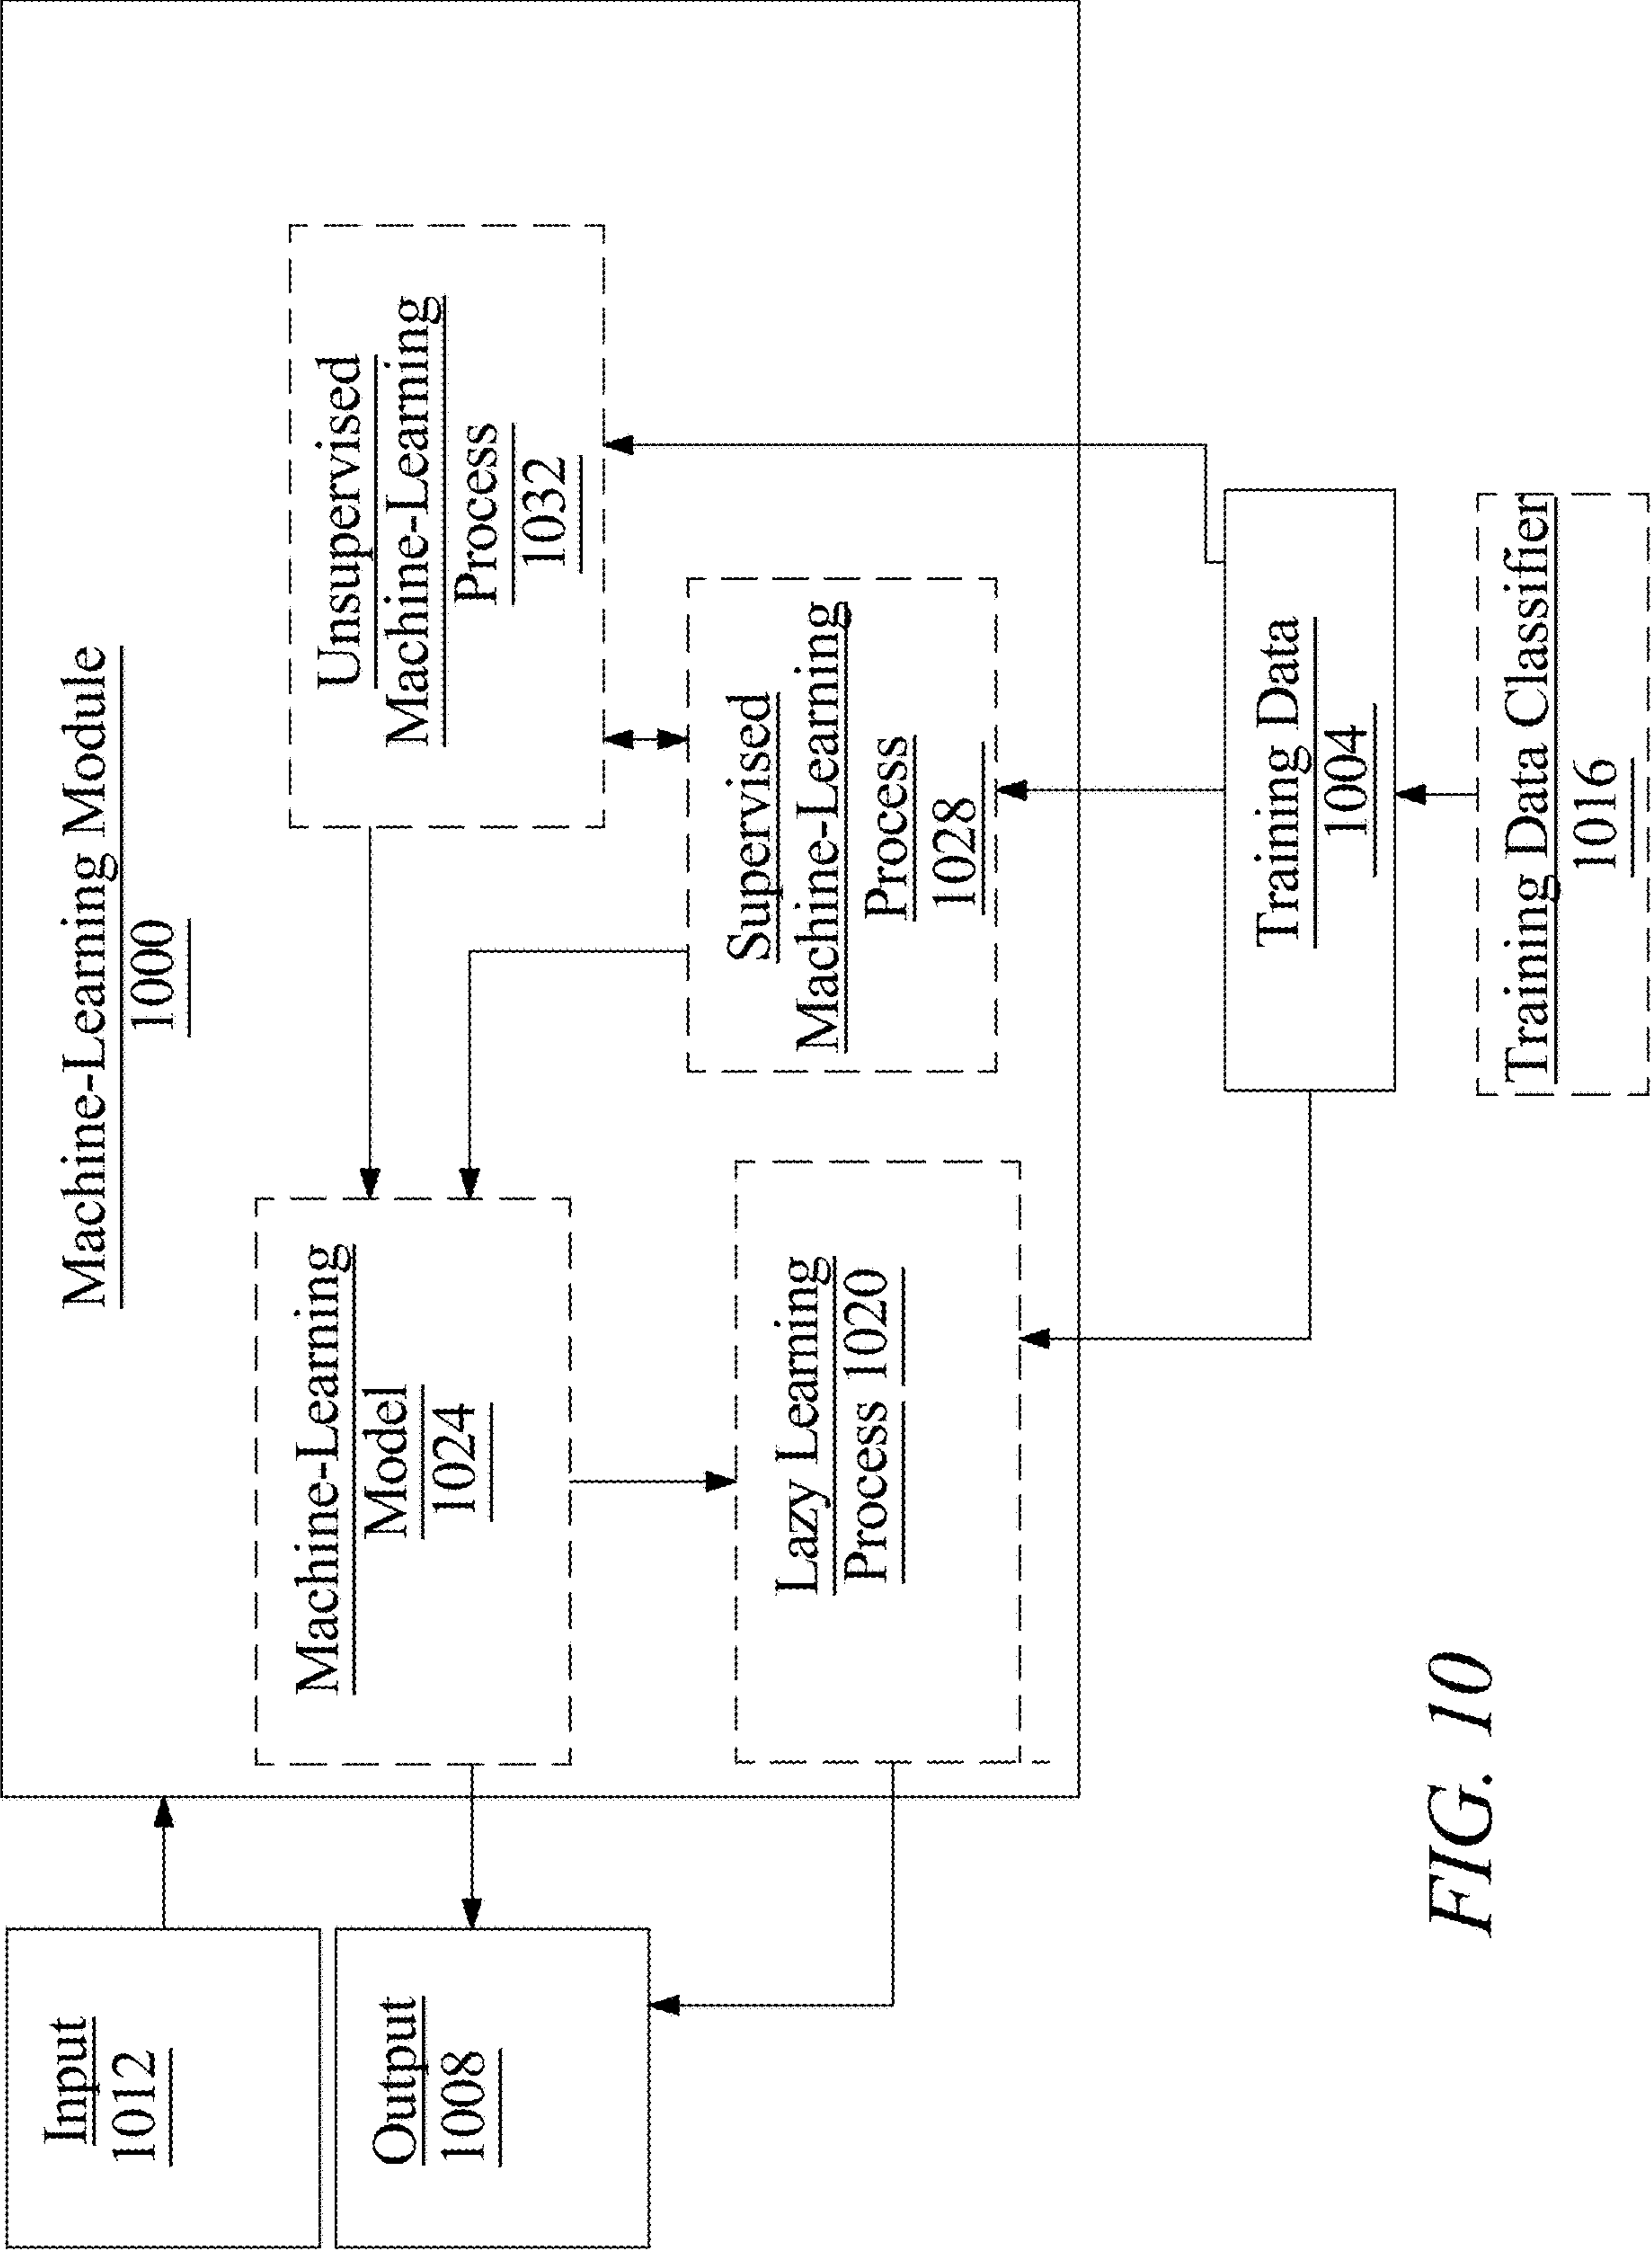 Machine-Learning Module
1000
Input
1012
Output
1008
Machine-Learning
Model
1024
Unsupervised
Machine-Learning
Process
1032
Lazy Learning
Process 1020
Supervised
Machine-Learning
Process
1028
Training Data
1004
Training Data Classifier
1016
FIG. 10